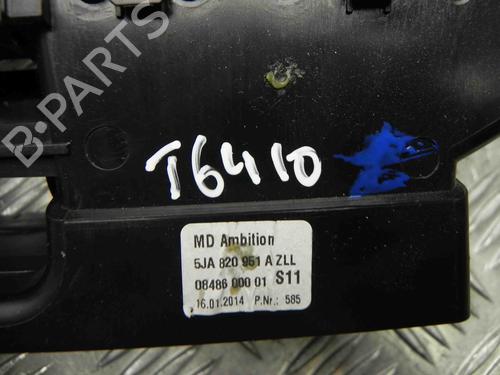 B-PARTS
T6410
MD Ambition
5JA 820 951 A ZLL
08486 000 01 S11
16.01.2014 P.Nr.: 585